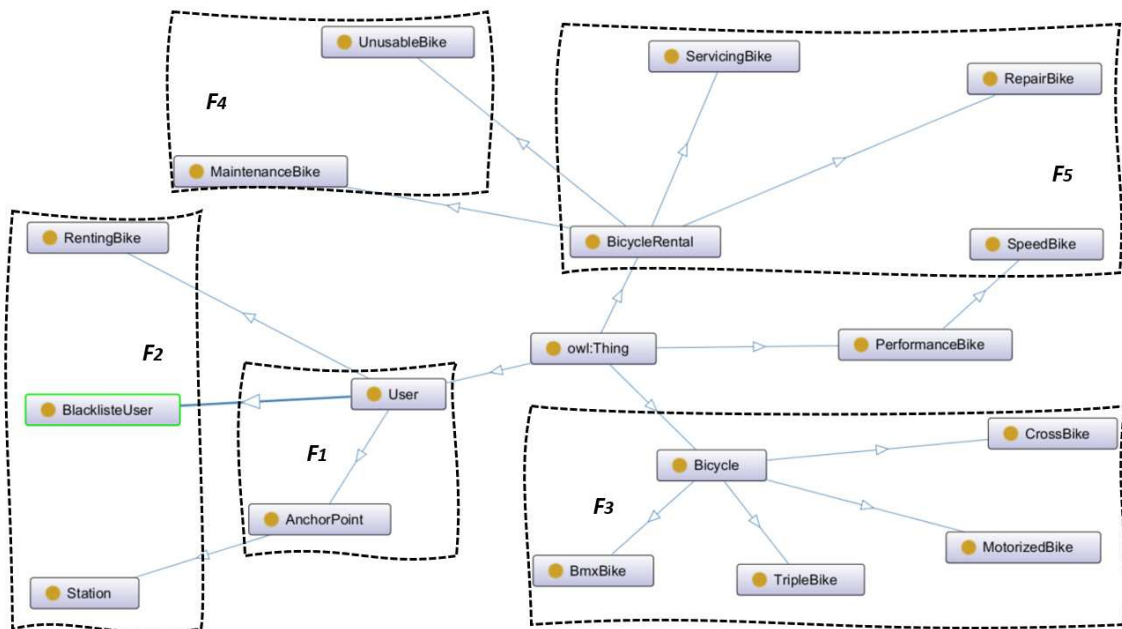 UnusableBike
ServicingBike
RepairBike
F4
MaintenanceBike
F5
RentingBike
BicycleRental
SpeedBike
F2
owl:Thing
PerformanceBike
User
BlacklisteUser
F1
CrossBike
Bicycle
F3
AnchorPoint
MotorizedBike
BmxBike
TripleBike
Station